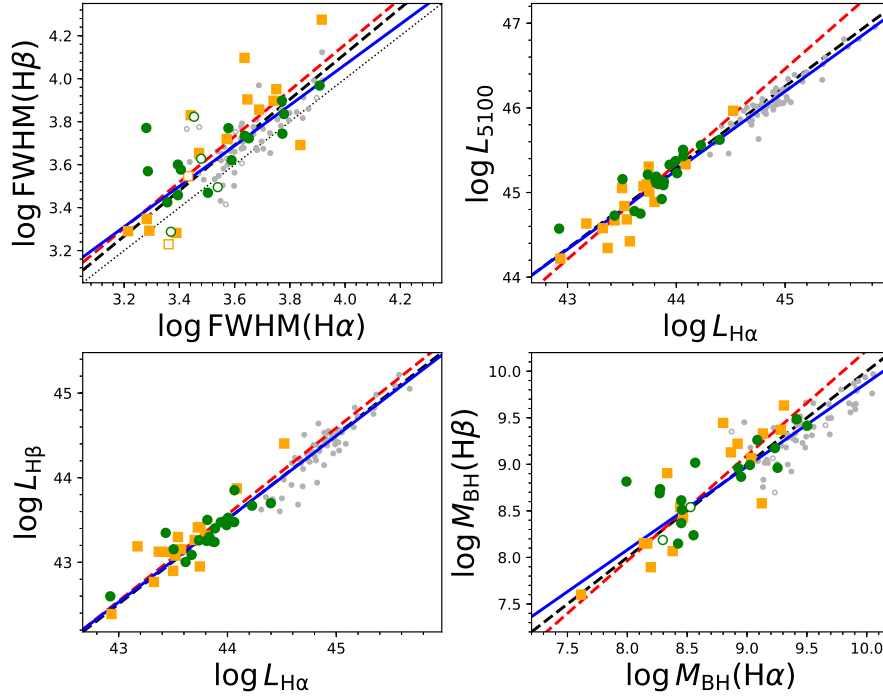 4.2
4.0
3.8
3.6
3.4
3.2
log FWHM(Hβ)
3.2 3.4 3.6 3.8 4.0 4.2
log FWHM(Hα)
47
46
45
44
log L5100
43 44 45
log LHα
45
44
43
log LHβ
43 44 45
log LHα
10.0
9.5
9.0
8.5
8.0
7.5
log MBH(Hβ)
7.5 8.0 8.5 9.0 9.5 10.0
log MBH(Hα)